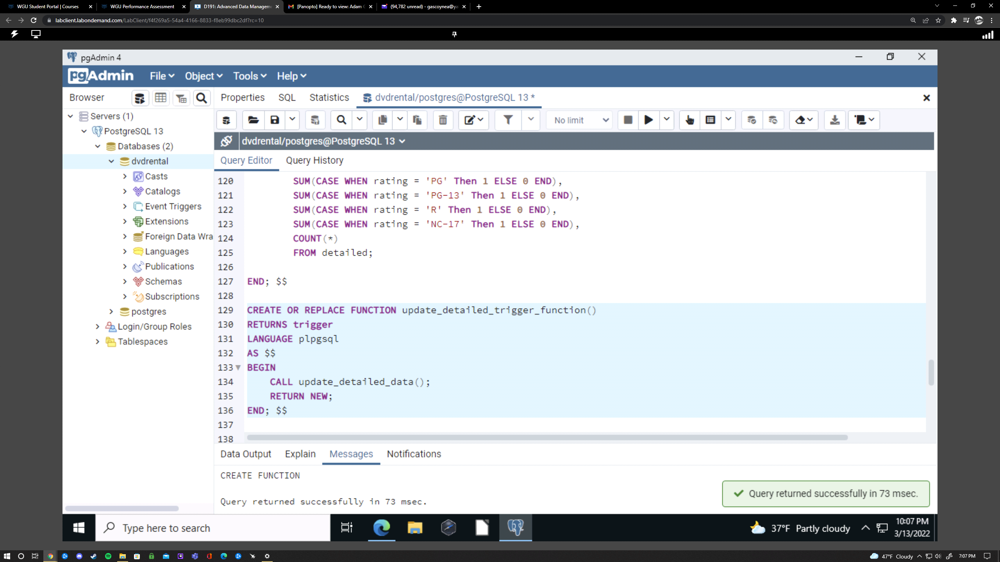 WGU Student Portal | Courses
WGU Performance Assessment
D191: Advanced Data Managem
[Panopto] Ready to view: Adam G
(94,782 unread) - gascoynea@ya
labclient.labondemand.com/LabClient/f4f269a5-54a4-4166-8833-f8eb99dbc2df?rc=10
pgAdmin 4
pgAdmin File Object Tools Help
Browser Properties SQL Statistics dvdrental/postgres@PostgreSQL 13 *
No limit
dvdrental/postgres@PostgreSQL 13
Query Editor Query History
Servers (1)
PostgreSQL 13
Databases (2)
dvdrental
Casts
Catalogs
Event Triggers
Extensions
Foreign Data Wra
Languages
Publications
Schemas
Subscriptions
postgres
Login/Group Roles
Tablespaces
120 SUM(CASE WHEN rating = 'PG' Then 1 ELSE 0 END),
121 SUM(CASE WHEN rating = 'PG-13' Then 1 ELSE 0 END),
122 SUM(CASE WHEN rating = 'R' Then 1 ELSE 0 END),
123 SUM(CASE WHEN rating = 'NC-17' Then 1 ELSE 0 END),
124 COUNT(*)
125 FROM detailed;
126
127 END; $$
128
129 CREATE OR REPLACE FUNCTION update_detailed_trigger_function()
130 RETURNS trigger
131 LANGUAGE plpgsql
132 AS $$
133 BEGIN
134 CALL update_detailed_data();
135 RETURN NEW;
136 END; $$
137
138
Data Output Explain Messages Notifications
CREATE FUNCTION
Query returned successfully in 73 msec.
Query returned successfully in 73 msec.
Type here to search
37°F Partly cloudy
10:07 PM
3/13/2022
47°F Cloudy
7:07 PM